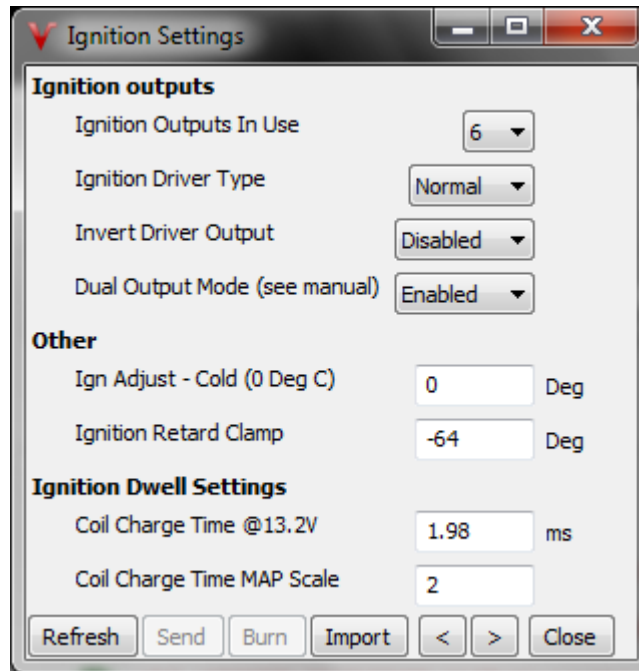 Ignition Settings
Ignition outputs
Ignition Outputs In Use 6
Ignition Driver Type Normal
Invert Driver Output Disabled
Dual Output Mode (see manual) Enabled
Other
Ign Adjust - Cold (0 Deg C) 0 Deg
Ignition Retard Clamp -64 Deg
Ignition Dwell Settings
Coil Charge Time @13.2V 1.98 ms
Coil Charge Time MAP Scale 2
Refresh Send Burn Import < > Close